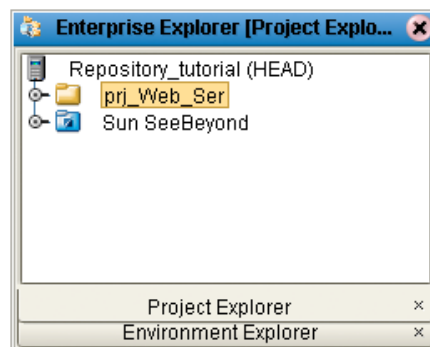 Enterprise Explorer [Project Explo...
Repository_tutorial (HEAD)
prj_Web_Ser
Sun SeeBeyond
Project Explorer
Environment Explorer